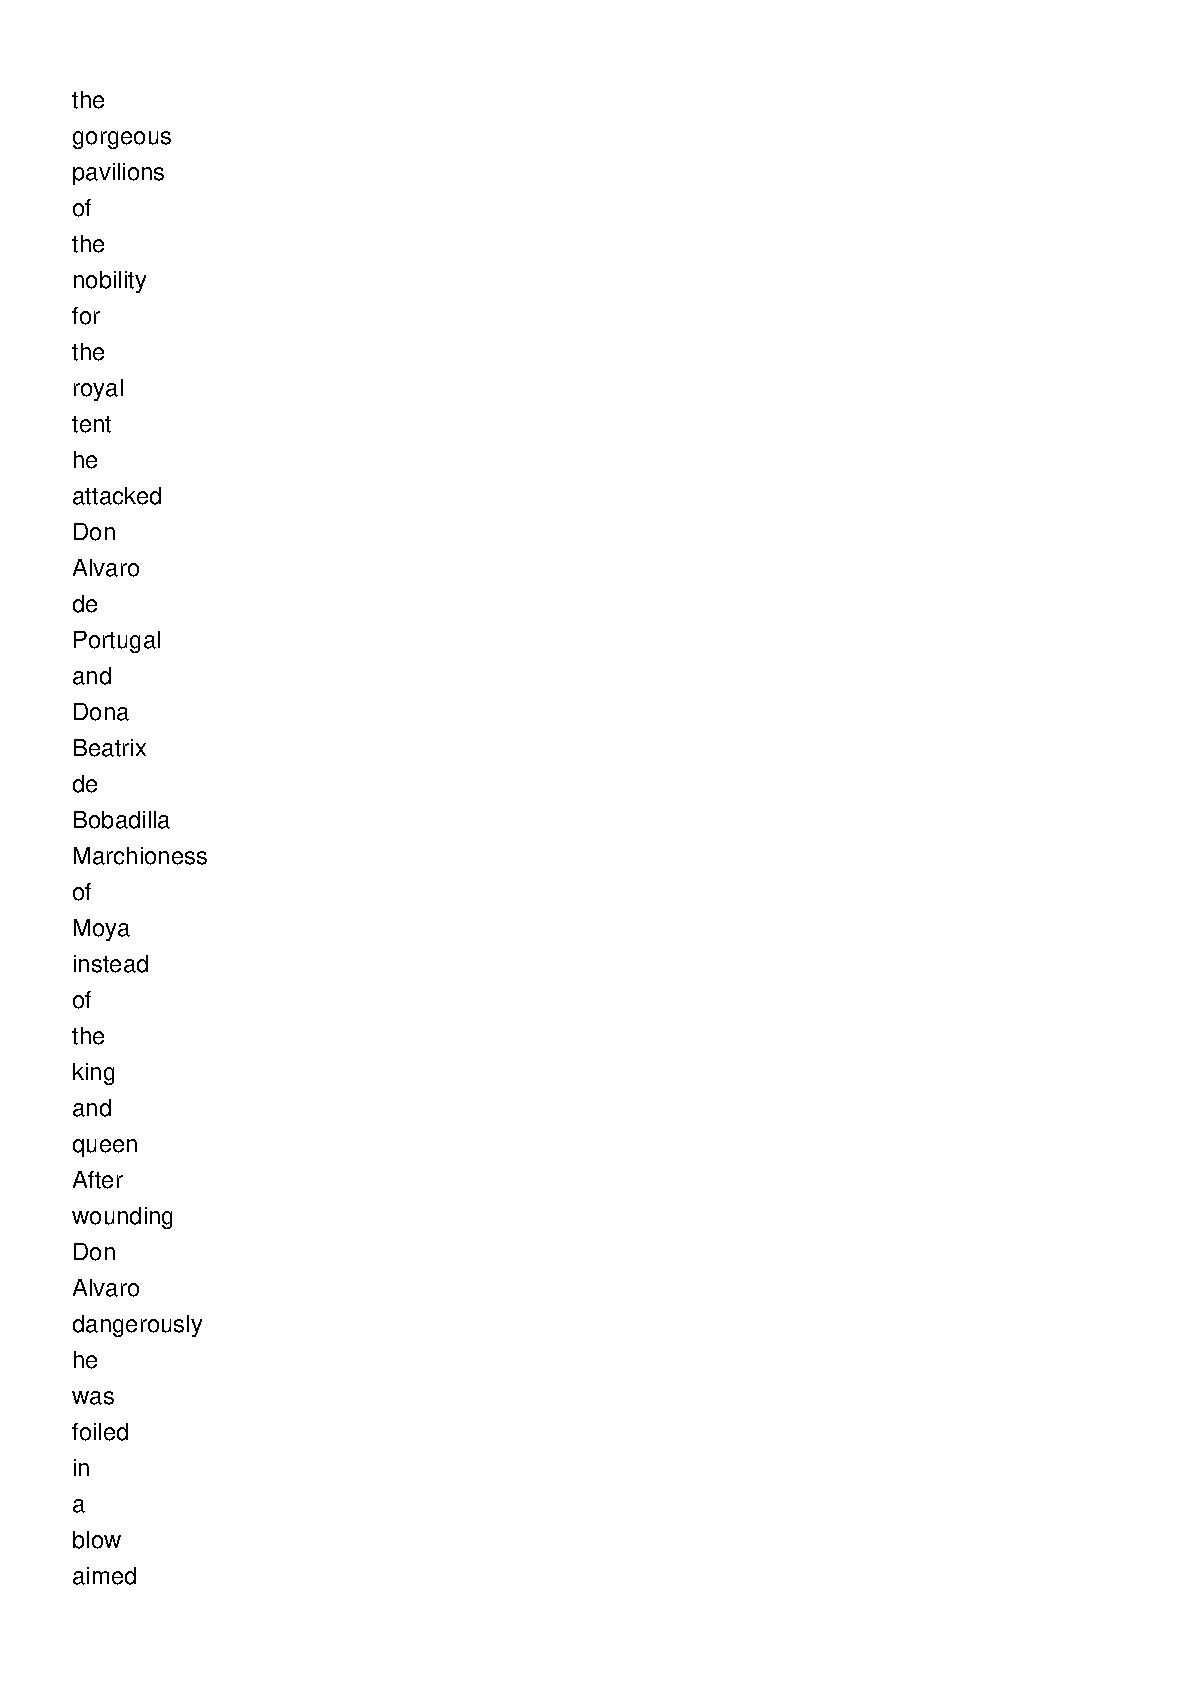 the
gorgeous
pavilions
of
the
nobility
for
the
royal
tent
he
attacked
Don
Alvaro
de
Portugal
and
Dona
Beatrix
de
Bobadilla
Marchioness
of
Moya
instead
of
the
king
and
queen
After
wounding
Don
Alvaro
dangerously
he
was
foiled
in
a
blow
aimed